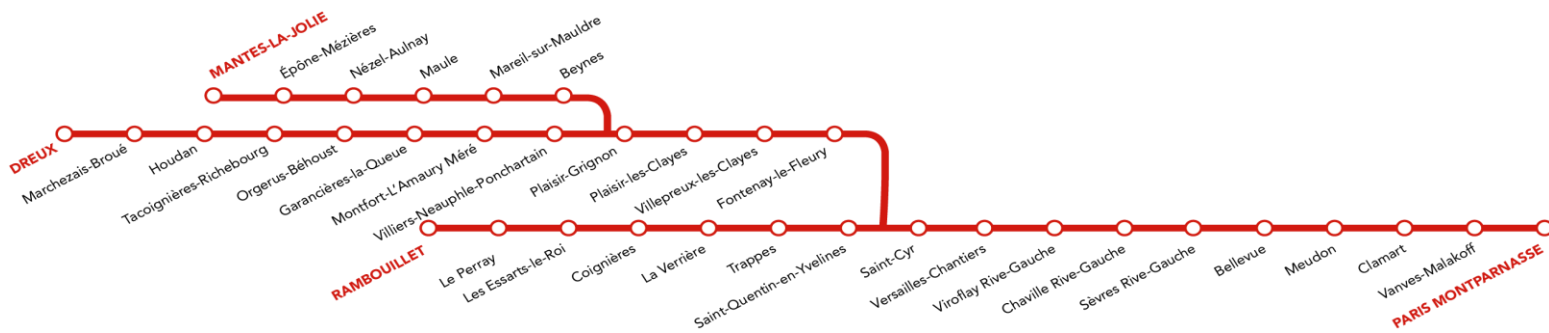 MANTES-LA-JOLIE
Épône-Mézières
Nézel-Aulnay
Maule
Mareil-sur-Mauldre
Beynes
DREUX
Marchezais-Broué
Houdan
Tacoignières-Richebourg
Orgerus-Béhoust
Garancières-la-Queue
Montfort-L'Amaury Méré
Villiers-Neauphle-Ponchartain
Plaisir-Grignon
Plaisir-les-Clayes
Villepreux-les-Clayes
Fontenay-le-Fleury
RAMBOUILLET
Le Perray
Les Essarts-le-Roi
Coignières
La Verrière
Trappes
Saint-Quentin-en-Yvelines
Saint-Cyr
Versailles-Chantiers
Viroflay Rive-Gauche
Chaville Rive-Gauche
Sèvres Rive-Gauche
Bellevue
Meudon
Clamart
Vanves-Malakoff
PARIS MONTPARNASSE